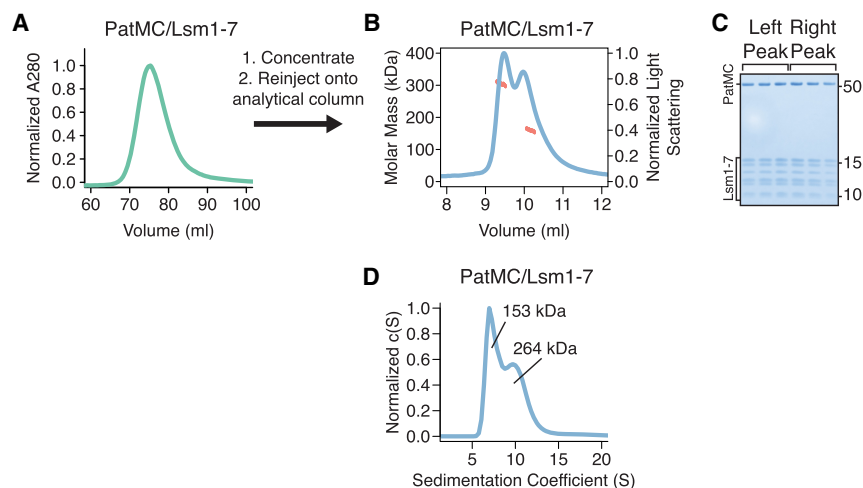 A
PatMC/Lsm1-7
Normalized A280
1.0
0.8
0.6
0.4
0.2
0.0
60 70 80 90 100
Volume (ml)
1. Concentrate
2. Reinject onto
analytical column
B
PatMC/Lsm1-7
Molar Mass (kDa)
400
300
200
100
0
1.0
0.8
0.6
0.4
0.2
0.0
Normalized Light
Scattering
8 9 10 11 12
Volume (ml)
C
Left Right
Peak Peak
PatMC
Lsm1-7
50
15
10
D
PatMC/Lsm1-7
Normalized c(S)
1.0
0.8
0.6
0.4
0.2
0.0
153 kDa
264 kDa
5 10 15 20
Sedimentation Coefficient (S)